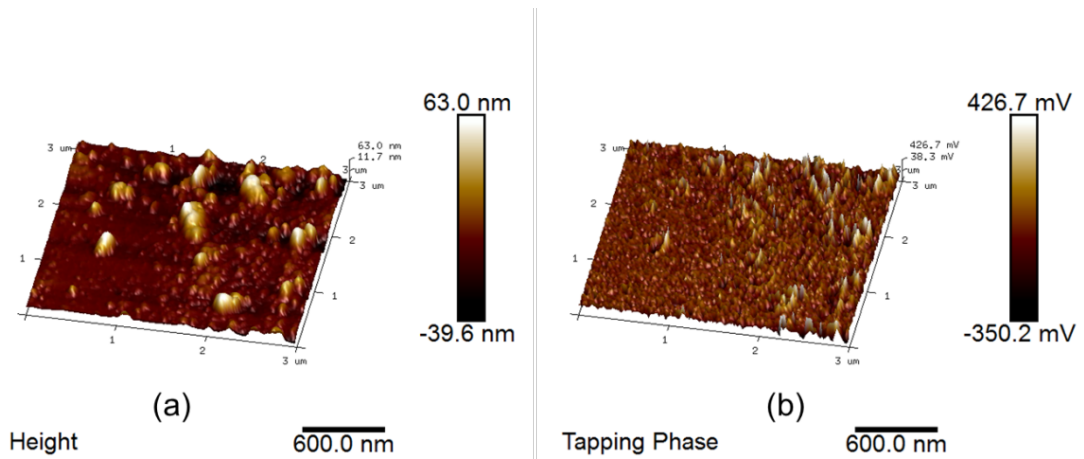 63.0 nm
-39.6 nm
3 um
1
2
63.0 nm
11.7 nm
3 um
3 um
2
2
1
1
1
2
3 um
(a)
Height
600.0 nm
426.7 mV
-350.2 mV
3 um
1
2
426.7 mV
38.3 mV
3 um
3 um
2
2
1
1
1
2
3 um
(b)
Tapping Phase
600.0 nm